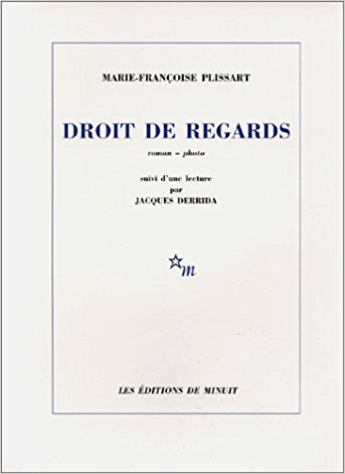 MARIE-FRANÇOISE PLISSART
DROIT DE REGARDS
roman – photo
suivi d'une lecture
par
JACQUES DERRIDA
m
LES ÉDITIONS DE MINUIT